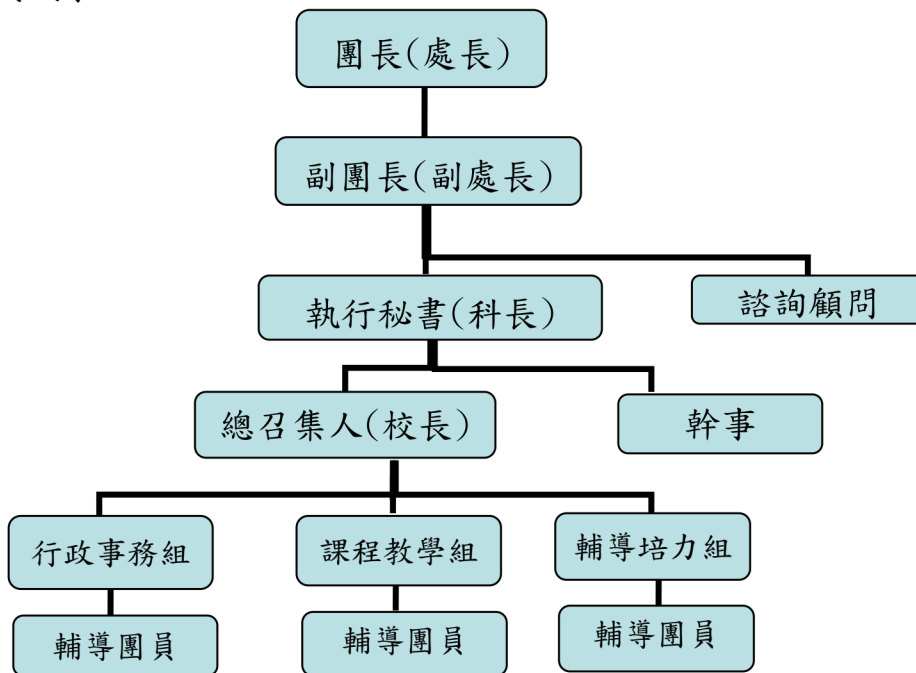 團長(處長)
副團長(副處長)
執行秘書(科長)
諮詢顧問
總召集人(校長)
幹事
行政事務組
課程教學組
輔導培力組
輔導團員
輔導團員
輔導團員